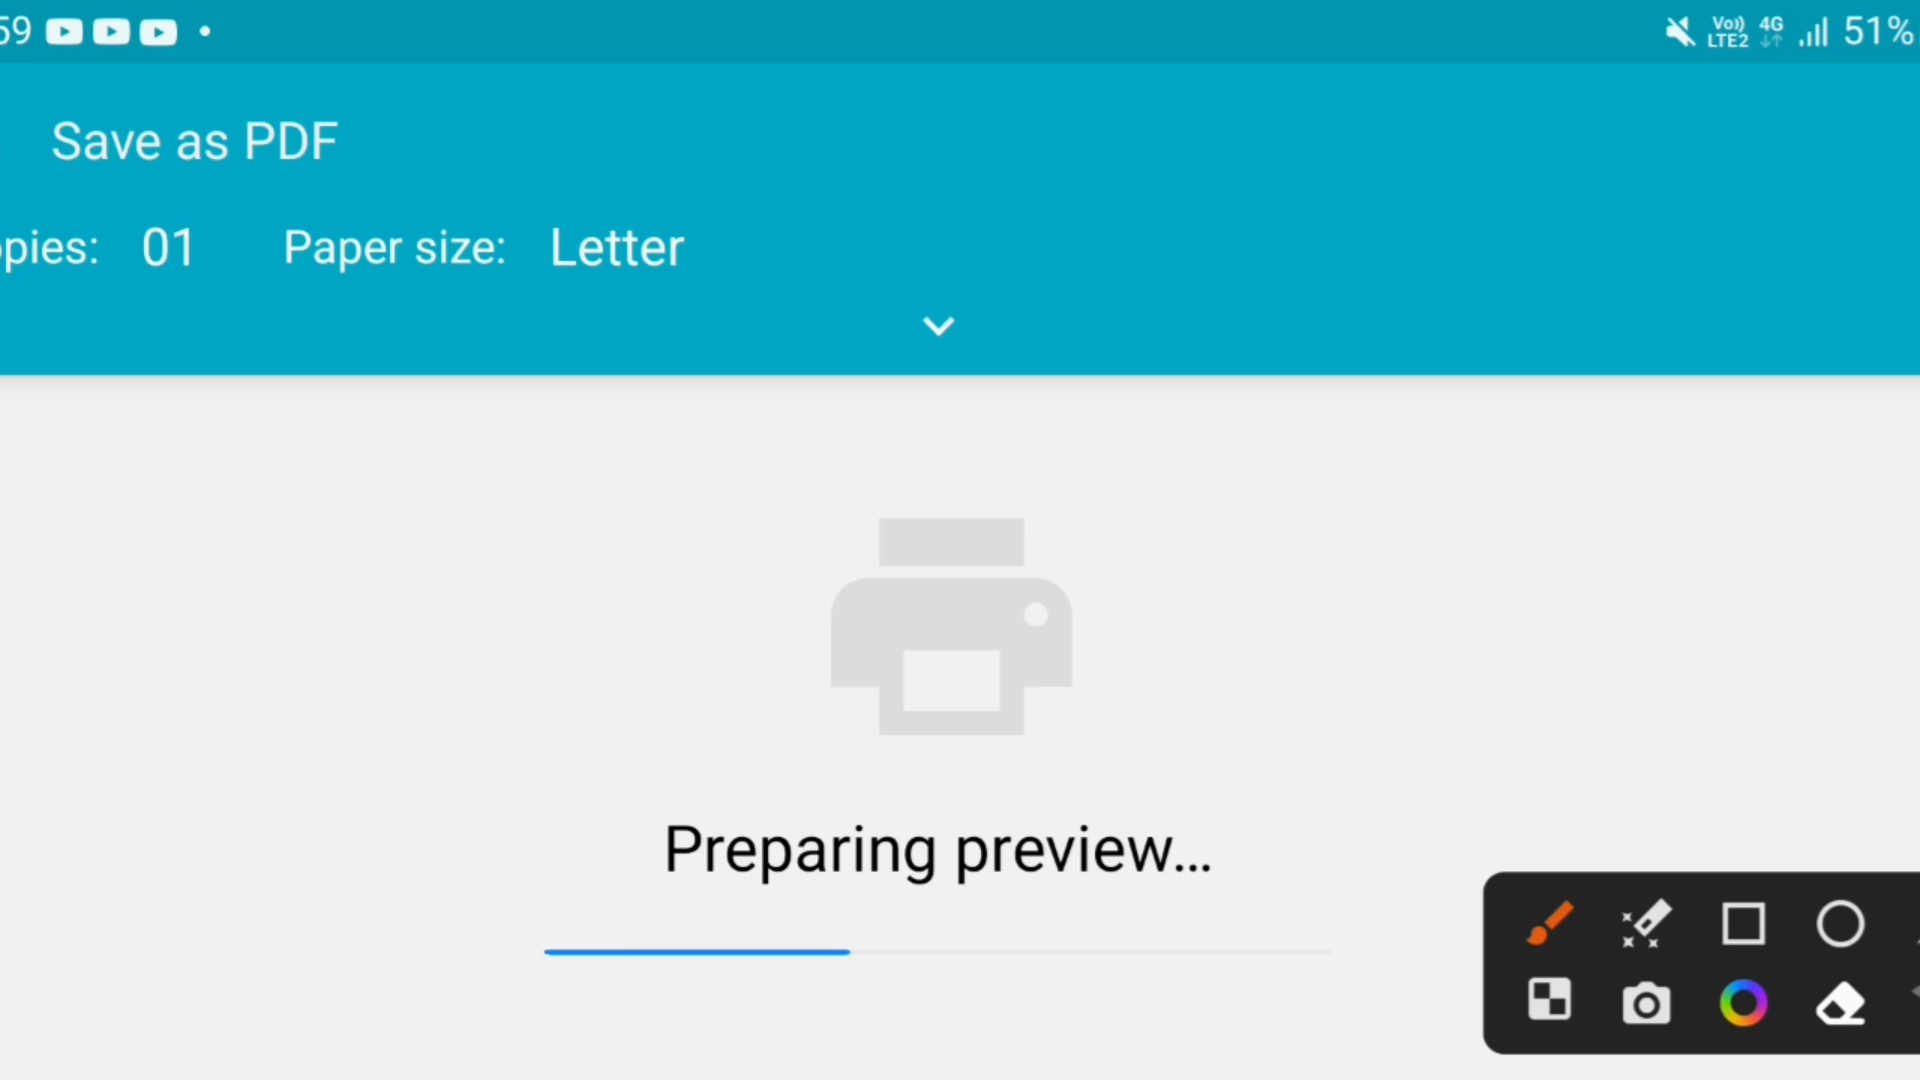 59 51%
Vo)) LTE2 4G
Save as PDF
pies: 01 Paper size: Letter
Preparing preview...